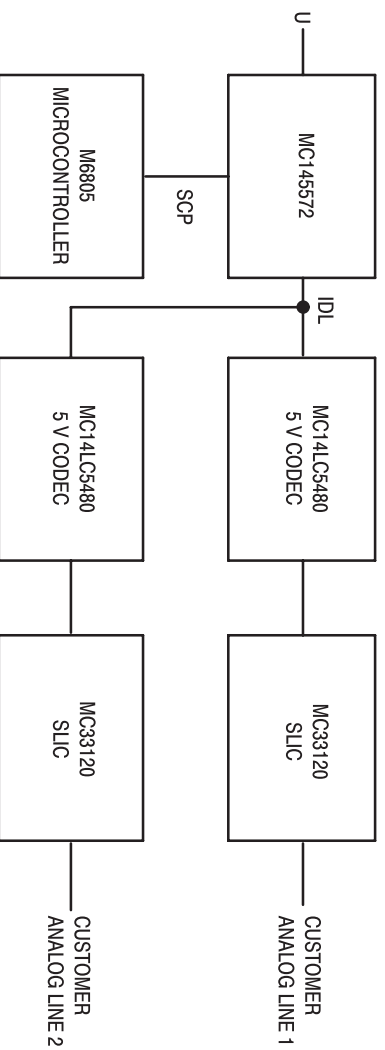 U
MC145572
IDL
MC14LC5480
5 V CODEC
MC33120
SLIC
CUSTOMER
ANALOG LINE 1
SCP
M6805
MICROCONTROLLER
MC14LC5480
5 V CODEC
MC33120
SLIC
CUSTOMER
ANALOG LINE 2